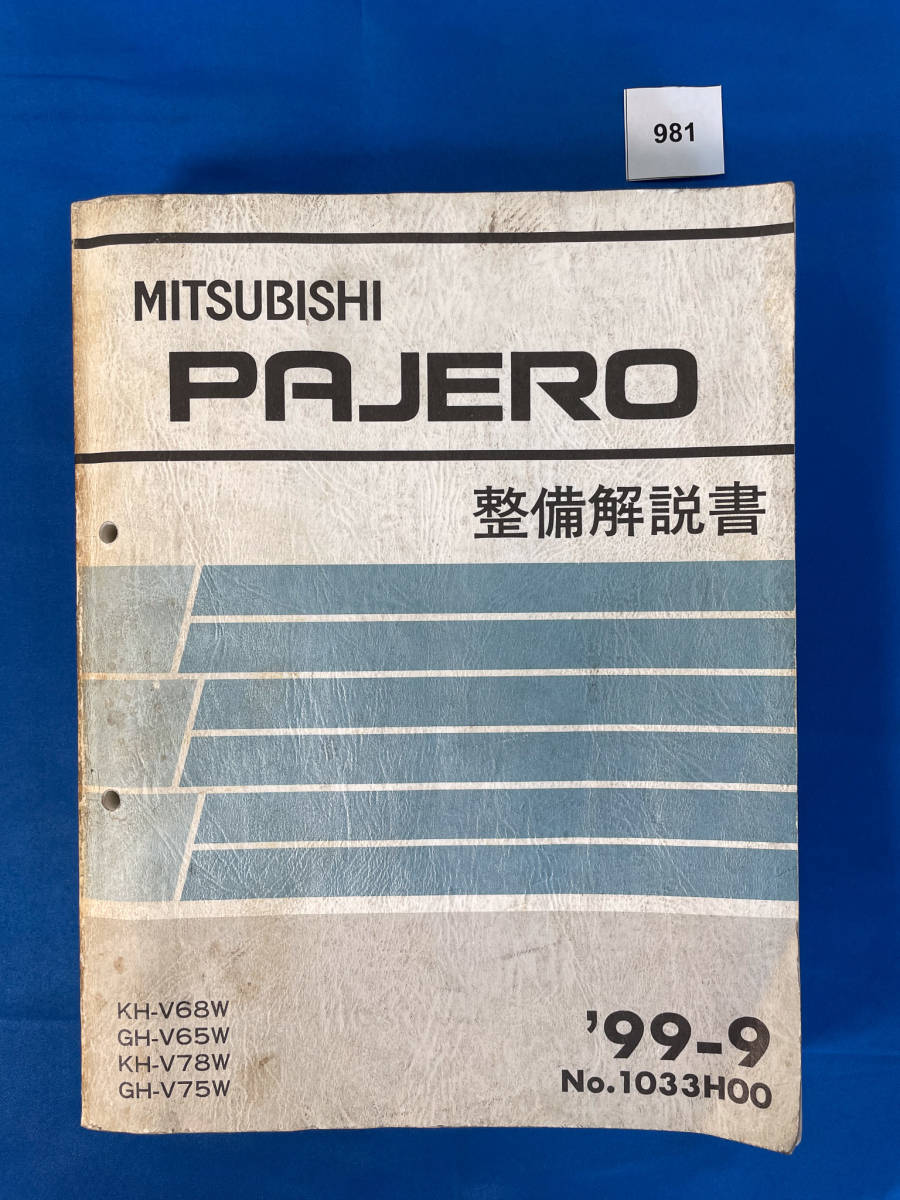 981
MITSUBISHI
PAJERO
整備解説書
KH-V68W
GH-V65W
KH-V78W
GH-V75W
'99-9
No.1033H00